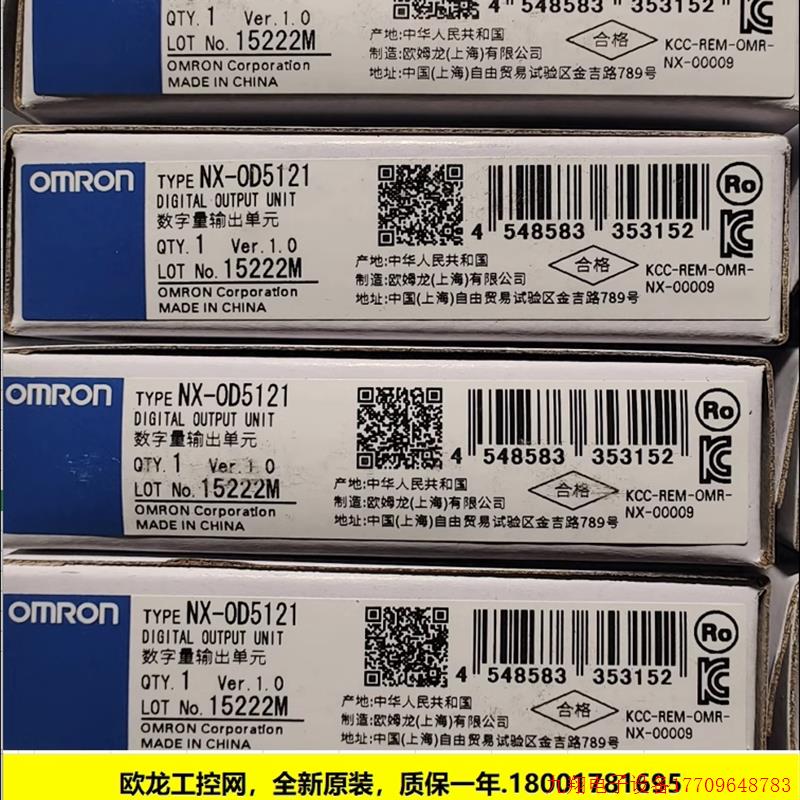 QTY. 1 Ver.1.0
LOT No. 15222M
OMRON Corporation
MADE IN CHINA
4 548583 353152
产地:中华人民共和国
制造:欧姆龙(上海)有限公司
地址:中国(上海)自由贸易试验区金吉路789号
合格
KCC-REM-OMR-
NX-00009
OMRON
TYPE NX-OD5121
DIGITAL OUTPUT UNIT
数字量输出单元
QTY. 1 Ver.1.0
LOT No. 15222M
OMRON Corporation
MADE IN CHINA
4 548583 353152
产地:中华人民共和国
制造:欧姆龙(上海)有限公司
地址:中国(上海)自由贸易试验区金吉路789号
合格
Ro
KCC-REM-OMR-
NX-00009
OMRON
TYPE NX-OD5121
DIGITAL OUTPUT UNIT
数字量输出单元
QTY. 1 Ver.1.0
LOT No. 15222M
OMRON Corporation
MADE IN CHINA
4 548583 353152
产地:中华人民共和国
制造:欧姆龙(上海)有限公司
地址:中国(上海)自由贸易试验区金吉路789号
合格
Ro
KCC-REM-OMR-
NX-00009
OMRON
TYPE NX-OD5121
DIGITAL OUTPUT UNIT
数字量输出单元
QTY. 1 Ver.1.0
LOT No. 15222M
OMRON Corporation
MADE IN CHINA
4 548583 353152
产地:中华人民共和国
制造:欧姆龙(上海)有限公司
地址:中国(上海)自由贸易试验区金吉路789号
合格
Ro
KCC-REM-OMR-
NX-00009
欧龙工控网，全新原装，质保一年.18001781695
17709648783